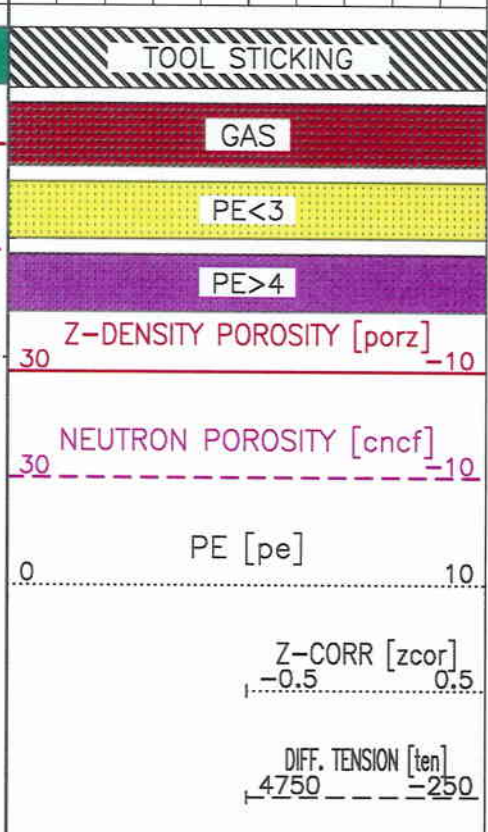 TOOL STICKING
GAS
PE<3
PE>4
Z-DENSITY POROSITY [porz]
30 -10
NEUTRON POROSITY [cncf]
30 -10
PE [pe]
0 10
Z-CORR [zcor]
-0.5 0.5
DIFF. TENSION [ten]
4750 -250